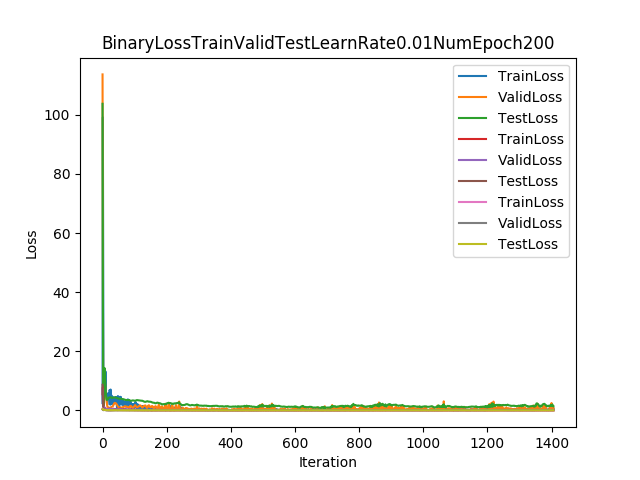 BinaryLossTrainValidTestLearnRate0.01NumEpoch200
TrainLoss
ValidLoss
TestLoss
TrainLoss
ValidLoss
TestLoss
TrainLoss
ValidLoss
TestLoss
Loss
100
80
60
40
20
0
0 200 400 600 800 1000 1200 1400
Iteration